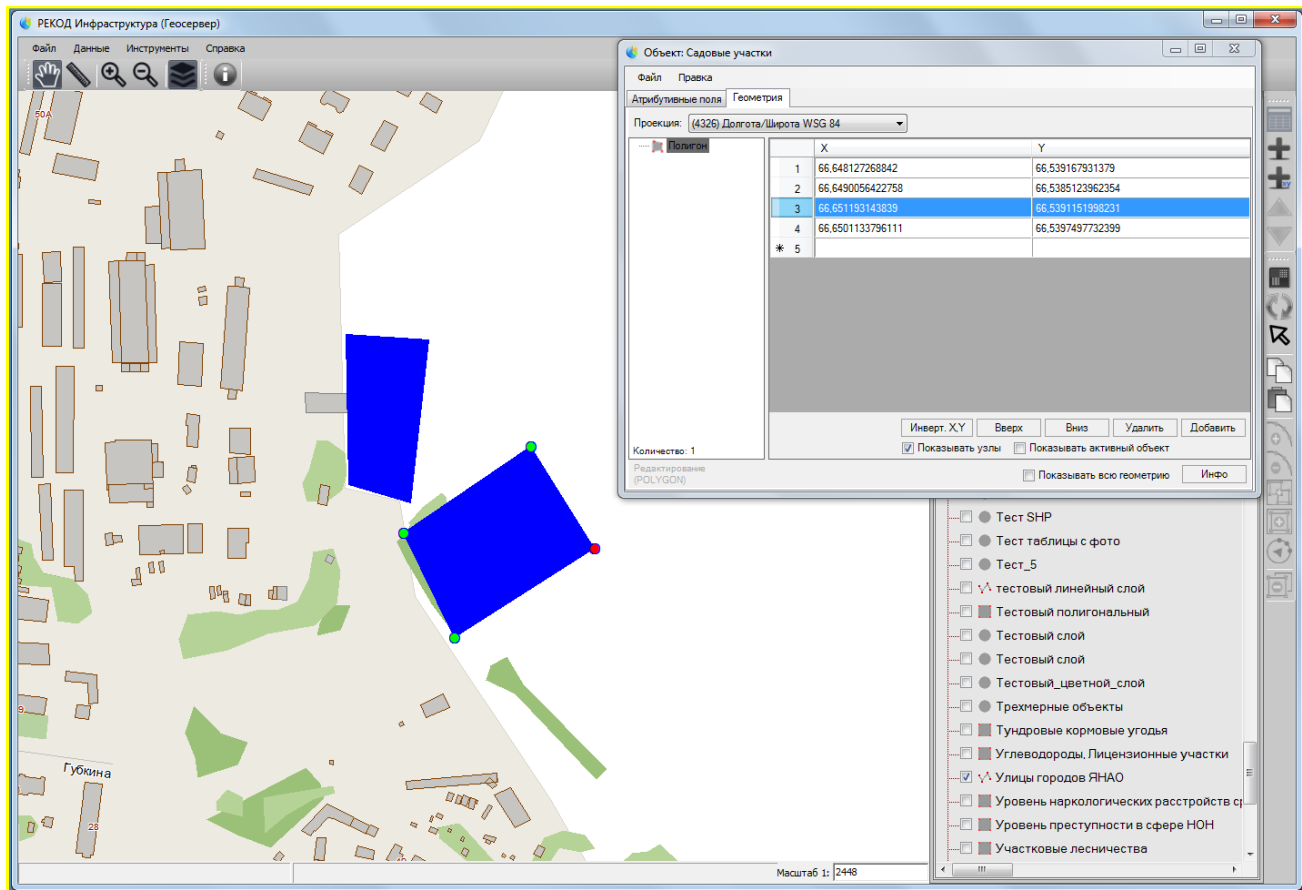 РЕКОД Инфраструктура (Геосервер)
Файл Данные Инструменты Справка
Объект: Садовые участки
Файл Правка
Атрибутивные поля Геометрия
Проекция: (4326) Долгота/Широта WSG 84
Полигон
X Y
1 66,648127268842 66,539167931379
2 66,6490056422758 66,5385123962354
3 66,651193143839 66,5391151998231
4 66,6501133796111 66,5397497732399
* 5
Инверт. X,Y Вверх Вниз Удалить Добавить
Количество: 1
Показывать узлы Показывать активный объект
Редактирование
(POLYGON)
Показывать всю геометрию Инфо
50А
Губкина
28
Тест SHP
Тест таблицы с фото
Тест_5
тестовый линейный слой
Тестовый полигональный
Тестовый слой
Тестовый слой
Тестовый_цветной_слой
Трехмерные объекты
Тундровые кормовые угодья
Углеводороды, Лицензионные участки
Улицы городов ЯНАО
Уровень наркологических расстройств
Уровень преступности в сфере НОН
Участковые лесничества
Масштаб 1: 2448